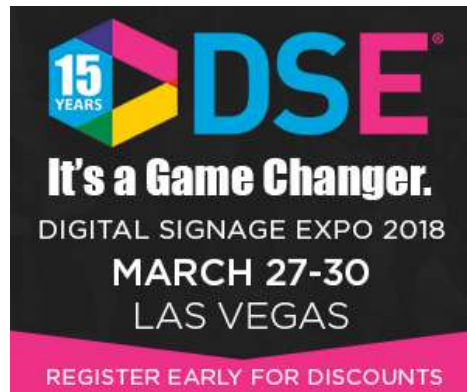 15
YEARS
DSE®
It's a Game Changer.
DIGITAL SIGNAGE EXPO 2018
MARCH 27-30
LAS VEGAS
REGISTER EARLY FOR DISCOUNTS